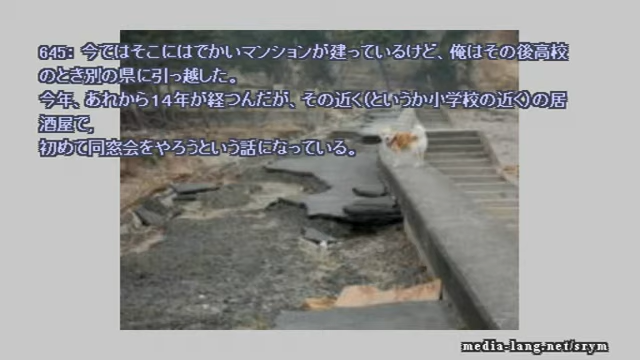 645: 今ではそこにはでかいマンションが建っているけど、俺はその後高校
のとき別の県に引っ越した。
今年、あれから14年が経つんだが、その近く（というか小学校の近く）の居
酒屋で,
初めて同窓会をやろうという話になっている。
media-lang-net/srym